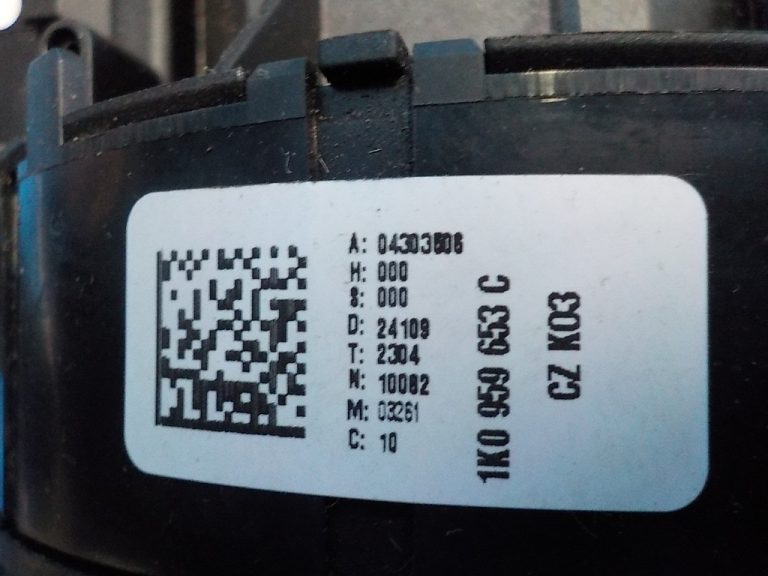 A: 04303606
H: 000
S: 000
D: 24109
T: 2304
N: 10082
M: 03261
C: 10
1K0 959 653 C
CZ K03